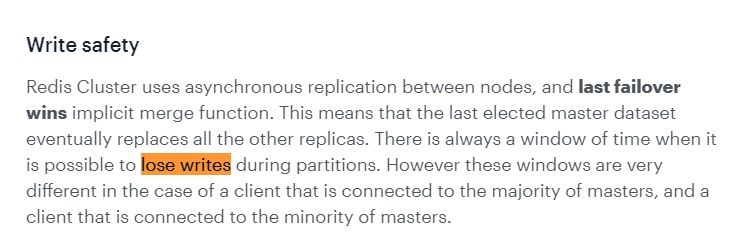 Write safety
Redis Cluster uses asynchronous replication between nodes, and last failover
wins implicit merge function. This means that the last elected master dataset
eventually replaces all the other replicas. There is always a window of time when it
is possible to lose writes during partitions. However these windows are very
different in the case of a client that is connected to the majority of masters, and a
client that is connected to the minority of masters.